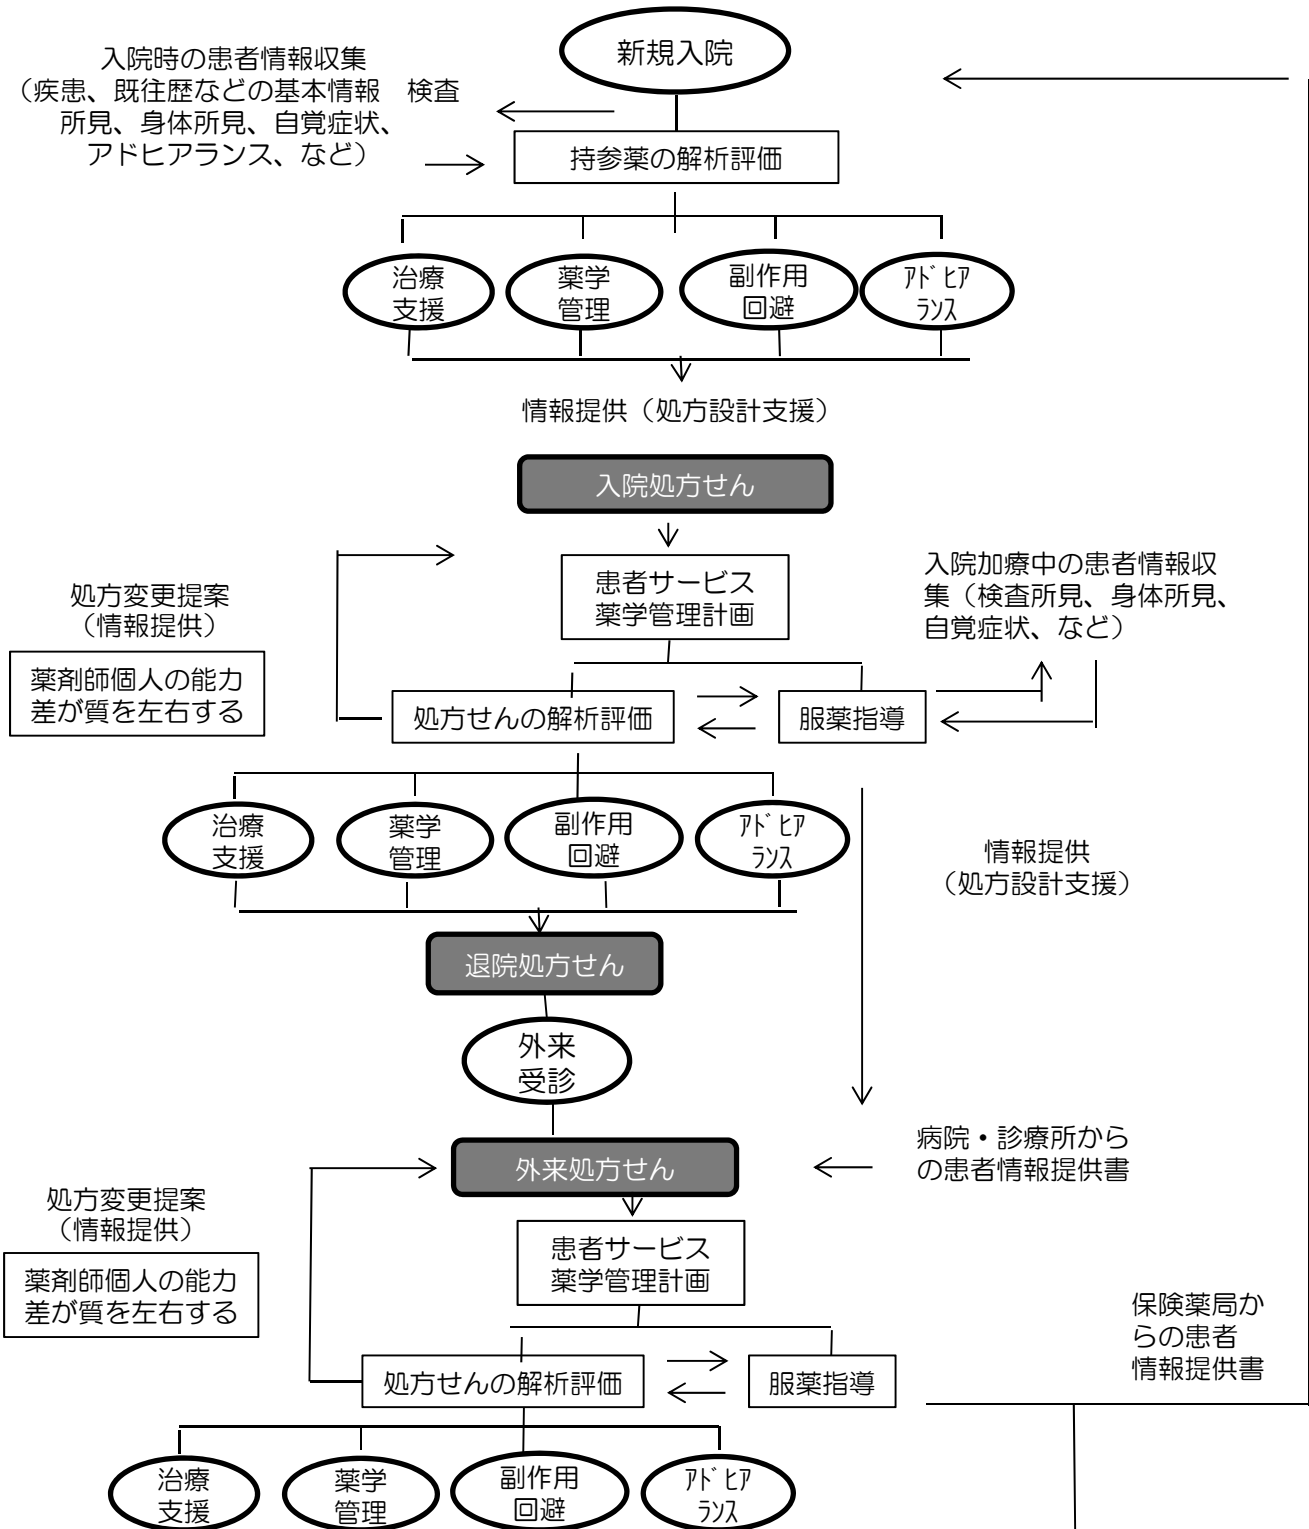 新規入院
入院時の患者情報収集
（疾患、既往歴などの基本情報　検査
所見、身体所見、自覚症状、
アドヒアランス、など）
持参薬の解析評価
治療
支援
薬学
管理
副作用
回避
ｱﾄﾞﾋｱ
ﾗﾝｽ
情報提供（処方設計支援）
入院処方せん
患者サービス
薬学管理計画
入院加療中の患者情報収
集（検査所見、身体所見、
自覚症状、など）
処方変更提案
（情報提供）
薬剤師個人の能力
差が質を左右する
処方せんの解析評価
服薬指導
治療
支援
薬学
管理
副作用
回避
ｱﾄﾞﾋｱ
ﾗﾝｽ
情報提供
（処方設計支援）
退院処方せん
外来
受診
外来処方せん
病院・診療所から
の患者情報提供書
処方変更提案
（情報提供）
薬剤師個人の能力
差が質を左右する
患者サービス
薬学管理計画
保険薬局か
らの患者
情報提供書
処方せんの解析評価
服薬指導
治療
支援
薬学
管理
副作用
回避
ｱﾄﾞﾋｱ
ﾗﾝｽ